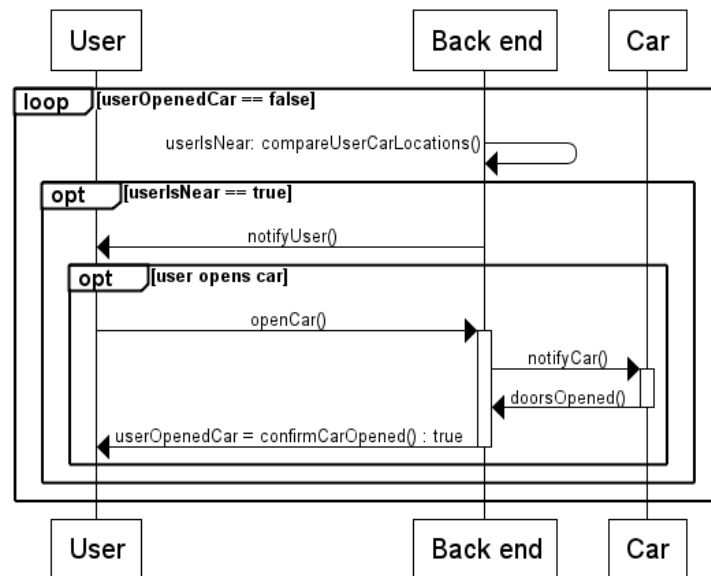 User Back end Car
loop [userOpenedCar == false]
userIsNear: compareUserCarLocations()
opt [userIsNear == true]
notifyUser()
opt [user opens car]
openCar()
notifyCar()
doorsOpened()
userOpenedCar = confirmCarOpened() : true
User Back end Car